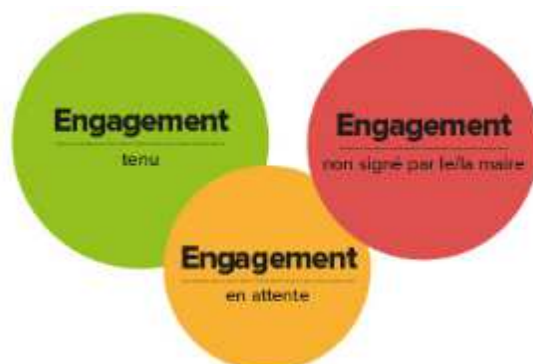 Engagement
tenu
Engagement
non signé par le/la maire
Engagement
en attente